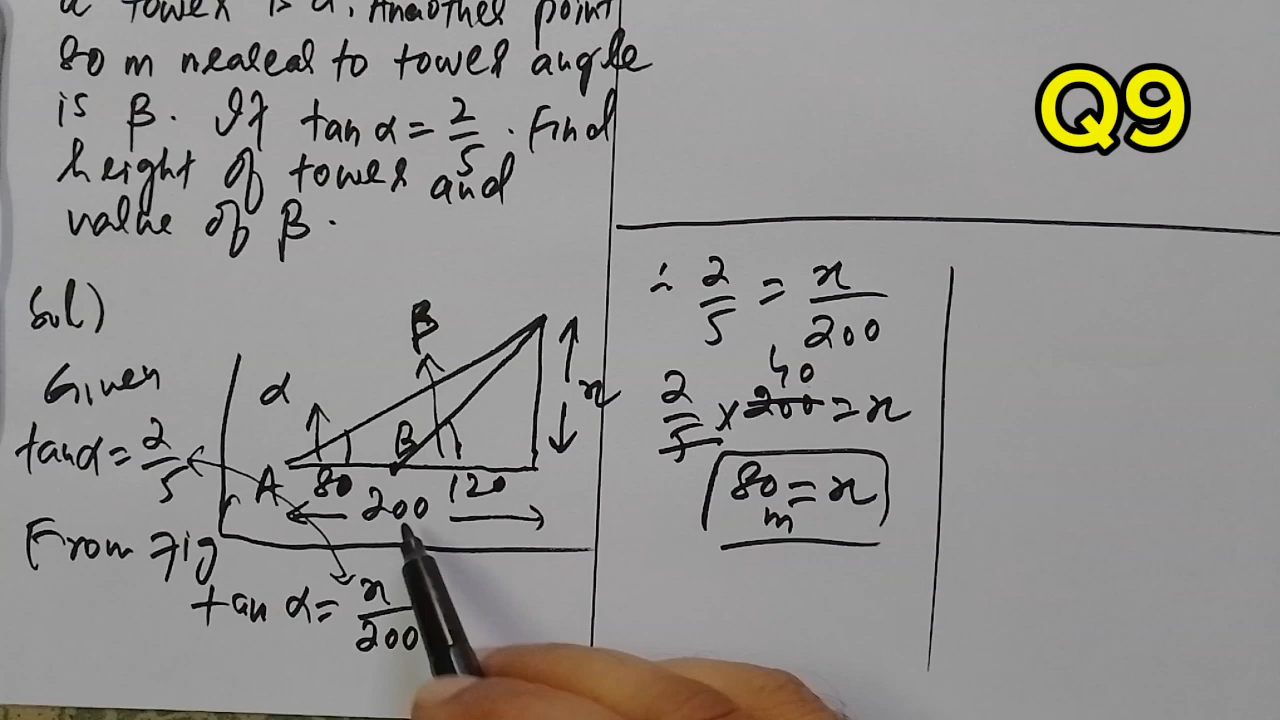 a tower is α. Another point
80 m nearer to tower angle
is β. If tan α = 2/5 . Find
height of tower and
value of β.
Q9
Sol)
Given
tanα = 2/5
From fig
tan α = x/200
α
β
A
B
80
120
200
x
∴ 2/5 = x/200
2/5 × 200 = x
40
80 = x
m